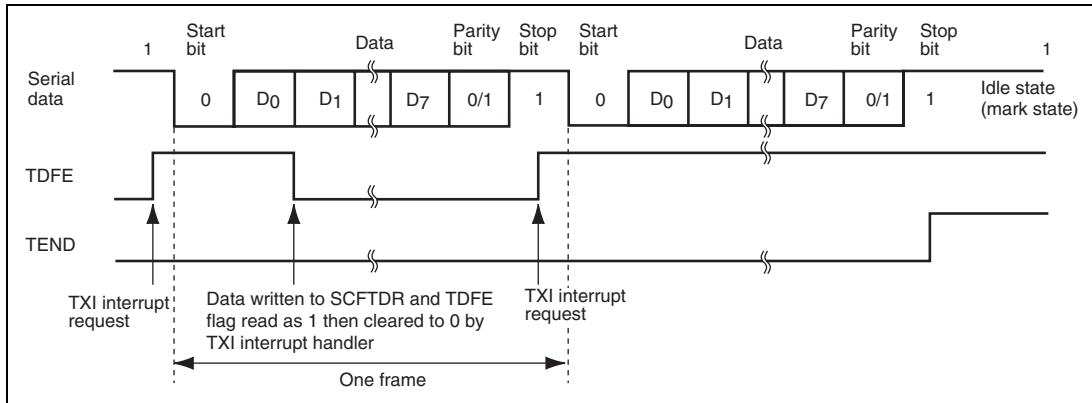 1 Start bit Data Parity bit Stop bit Start bit Data Parity bit Stop bit 1
Serial data 0 D0 D1 D7 0/1 1 0 D0 D1 D7 0/1 1 Idle state (mark state)
TDFE
TEND
TXI interrupt request
Data written to SCFTDR and TDFE
flag read as 1 then cleared to 0 by
TXI interrupt handler
TXI interrupt request
One frame